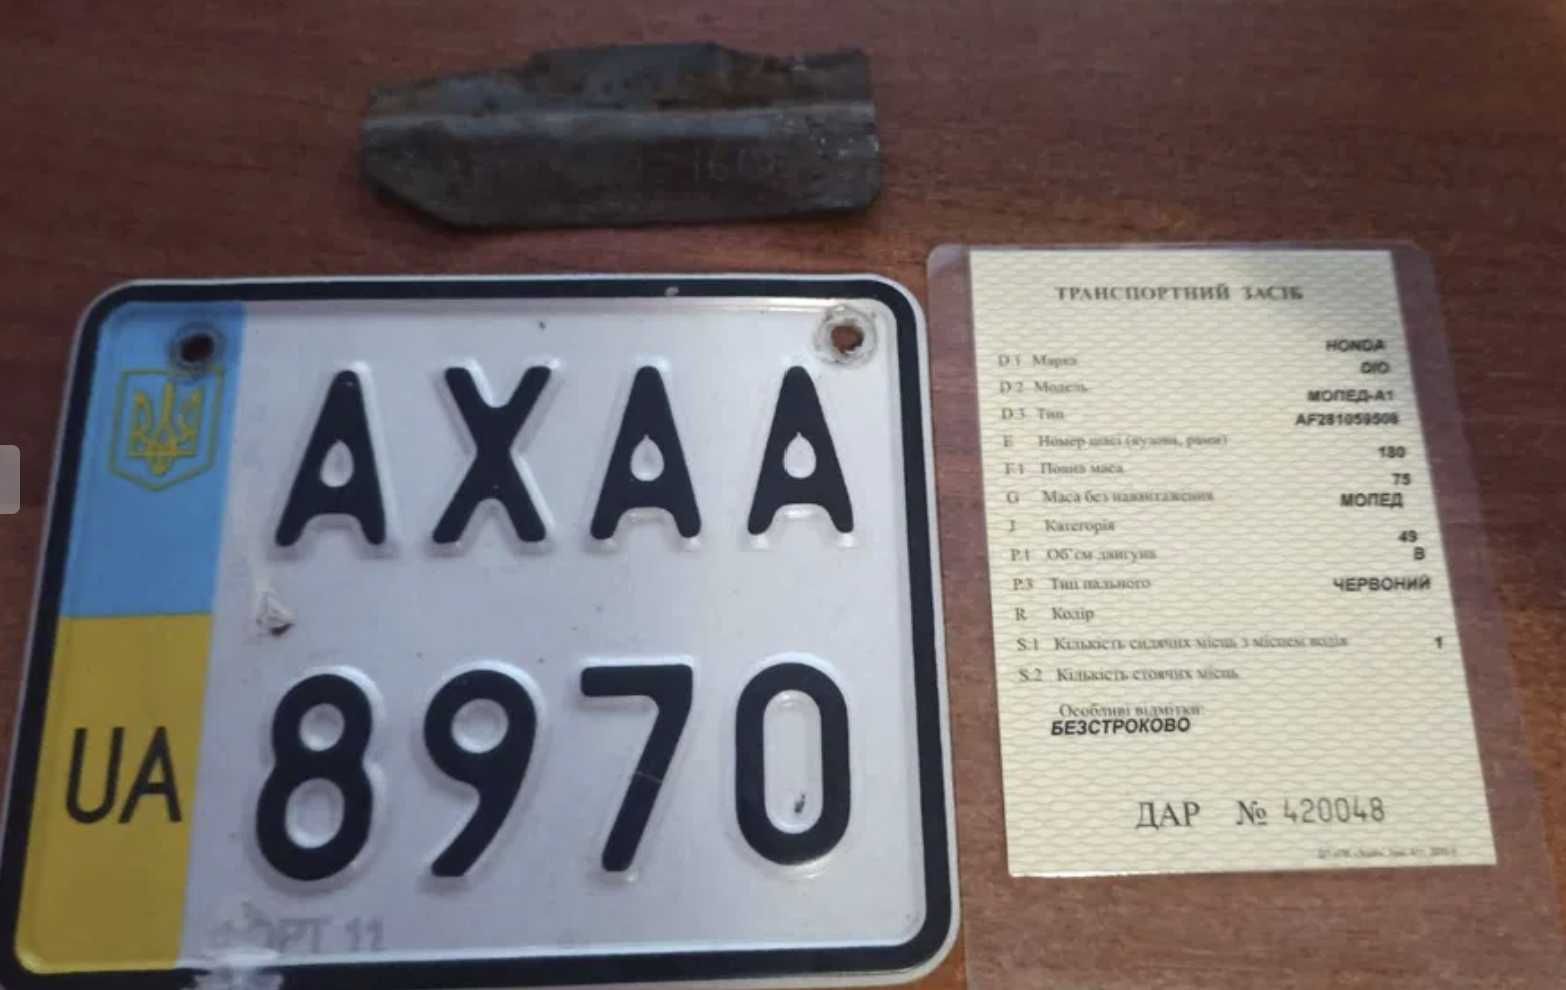 АХАА
8970
UA
ТРАНСПОРТНИЙ ЗАСІБ
D.1 Марка HONDA
D.2 Модель DIO
D.3 Тип МОПЕД-А1
E Номер шасі (кузова, рами) AF281059508
F.1 Повна маса 180
G Маса без навантаження 75
J Категорія МОПЕД
P.1 Об'єм двигуна 49
P.3 Тип пального B
R Колір ЧЕРВОНИЙ
S.1 Кількість сидячих місць з місцем водія 1
S.2 Кількість стоячих місць
Особливі відмітки:
БЕЗСТРОКОВО
ДАР № 420048